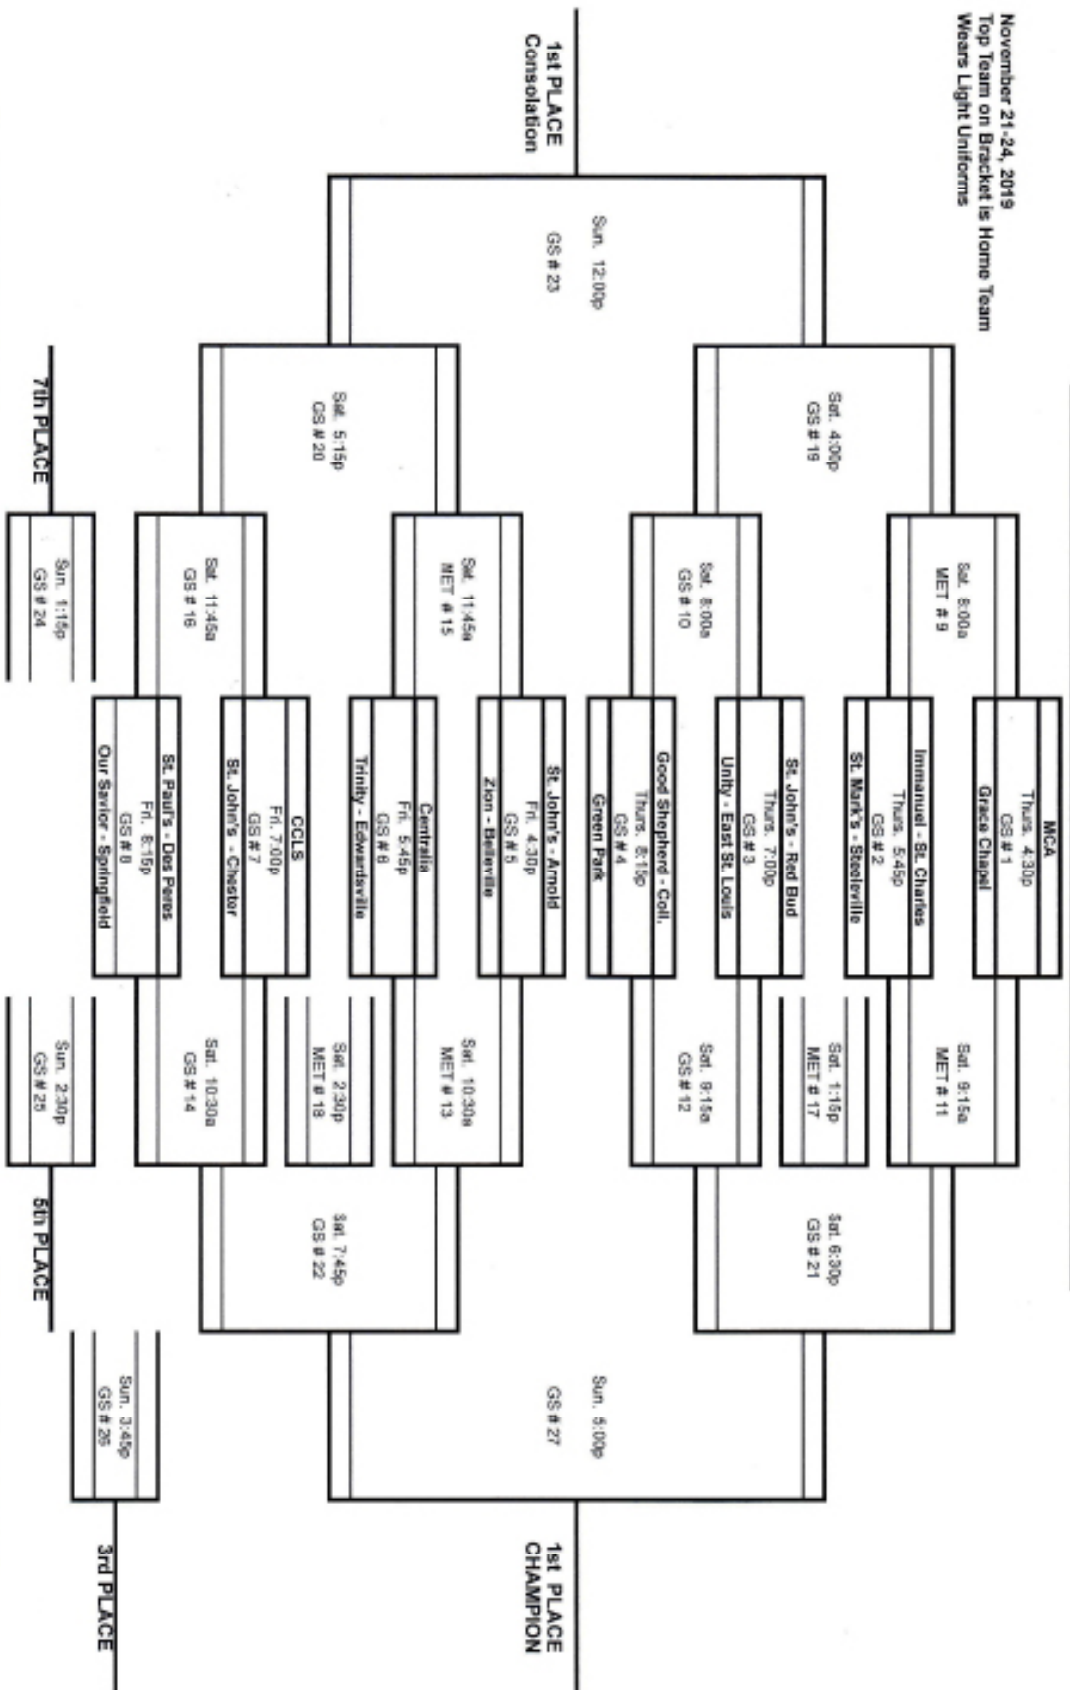 November 21-24, 2019
Top Team on Bracket is Home Team
Wears Light Uniforms
MCA
Thurs. 4:30p
GS # 1
Grace Chapel
Immanuel - St. Charles
Thurs. 5:45p
GS # 2
St. Mark's - Steeleville
St. John's - Red Bud
Thurs. 7:00p
GS # 3
Unity - East St. Louis
Good Shepherd - Coll.
Thurs. 8:15p
GS # 4
Green Park
St. John's - Arnold
Fri. 4:30p
GS # 5
Zion - Belleville
Centralia
Fri. 5:45p
GS # 6
Trinity - Edwardsville
CCLS
Fri. 7:00p
GS # 7
St. John's - Chester
St. Paul's - Des Peres
Fri. 8:15p
GS # 8
Our Savior - Springfield
Sat. 8:00a
MET # 9
Sat. 8:00a
GS # 10
Sat. 11:45a
MET # 15
Sat. 11:45a
GS # 16
Sat. 4:00p
GS # 19
Sat. 5:15p
GS # 20
Sun. 12:00p
GS # 23
1st PLACE
Consolation
Sun. 1:15p
GS # 24
7th PLACE
Sat. 9:15a
MET # 11
Sat. 1:15p
MET # 17
Sat. 9:15a
GS # 12
Sat. 10:30a
MET # 13
Sat. 2:30p
MET # 18
Sat. 10:30a
GS # 14
Sat. 6:30p
GS # 21
Sat. 7:45p
GS # 22
Sun. 5:00p
GS # 27
1st PLACE
CHAMPION
Sun. 2:30p
GS # 25
5th PLACE
Sun. 3:45p
GS # 26
3rd PLACE